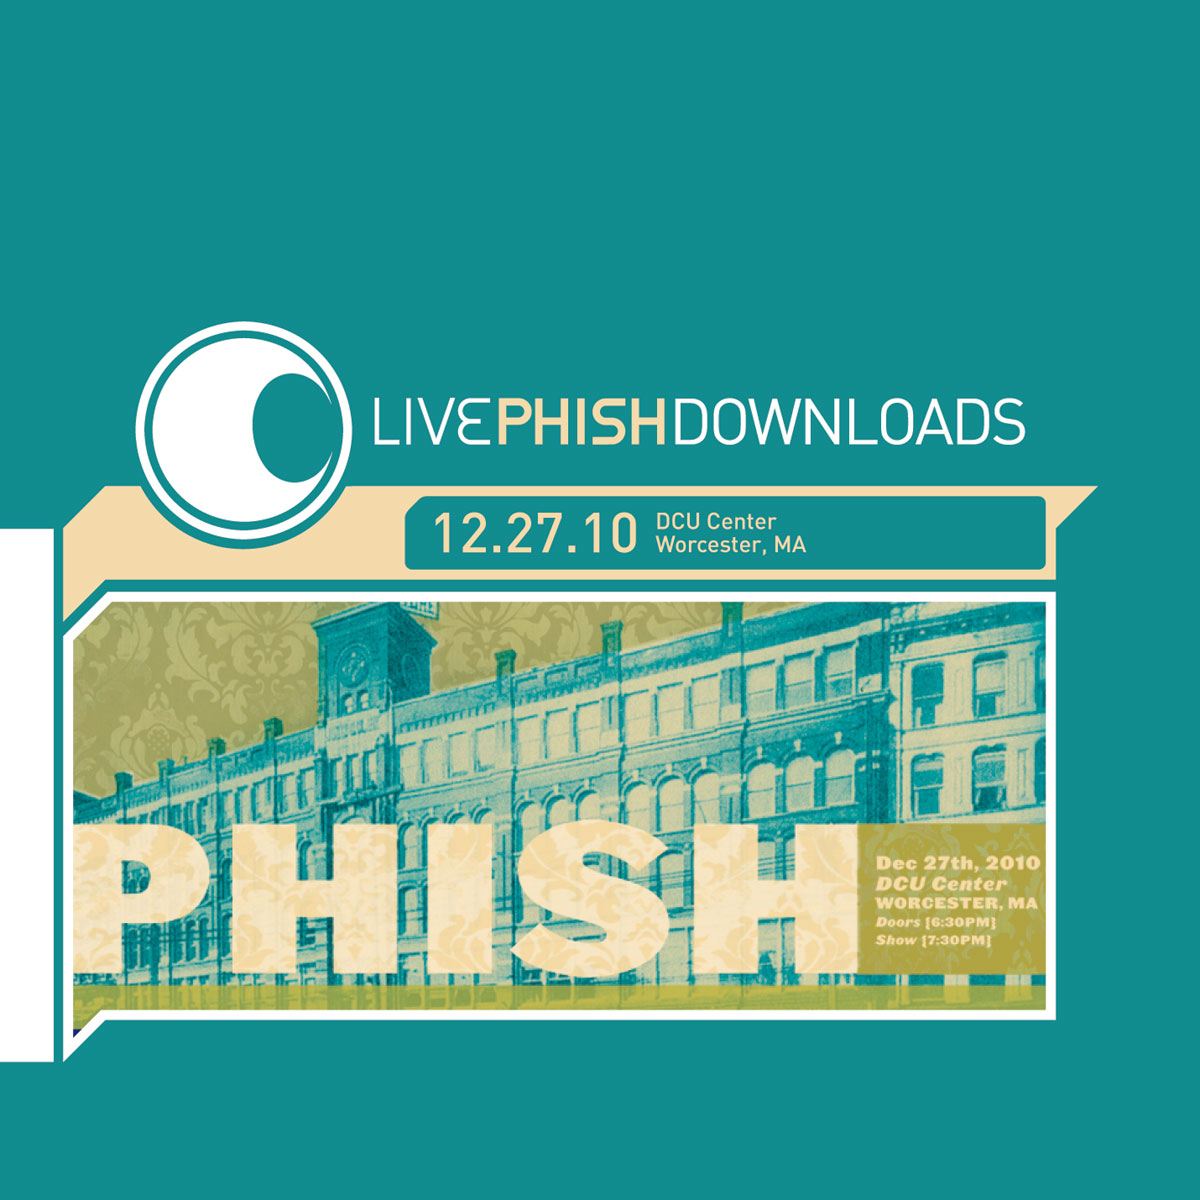 LIVEPHISHDOWNLOADS
12.27.10
DCU Center
Worcester, MA
PHISH
Dec 27th, 2010
DCU Center
WORCESTER, MA
Doors [6:30PM]
Show [7:30PM]